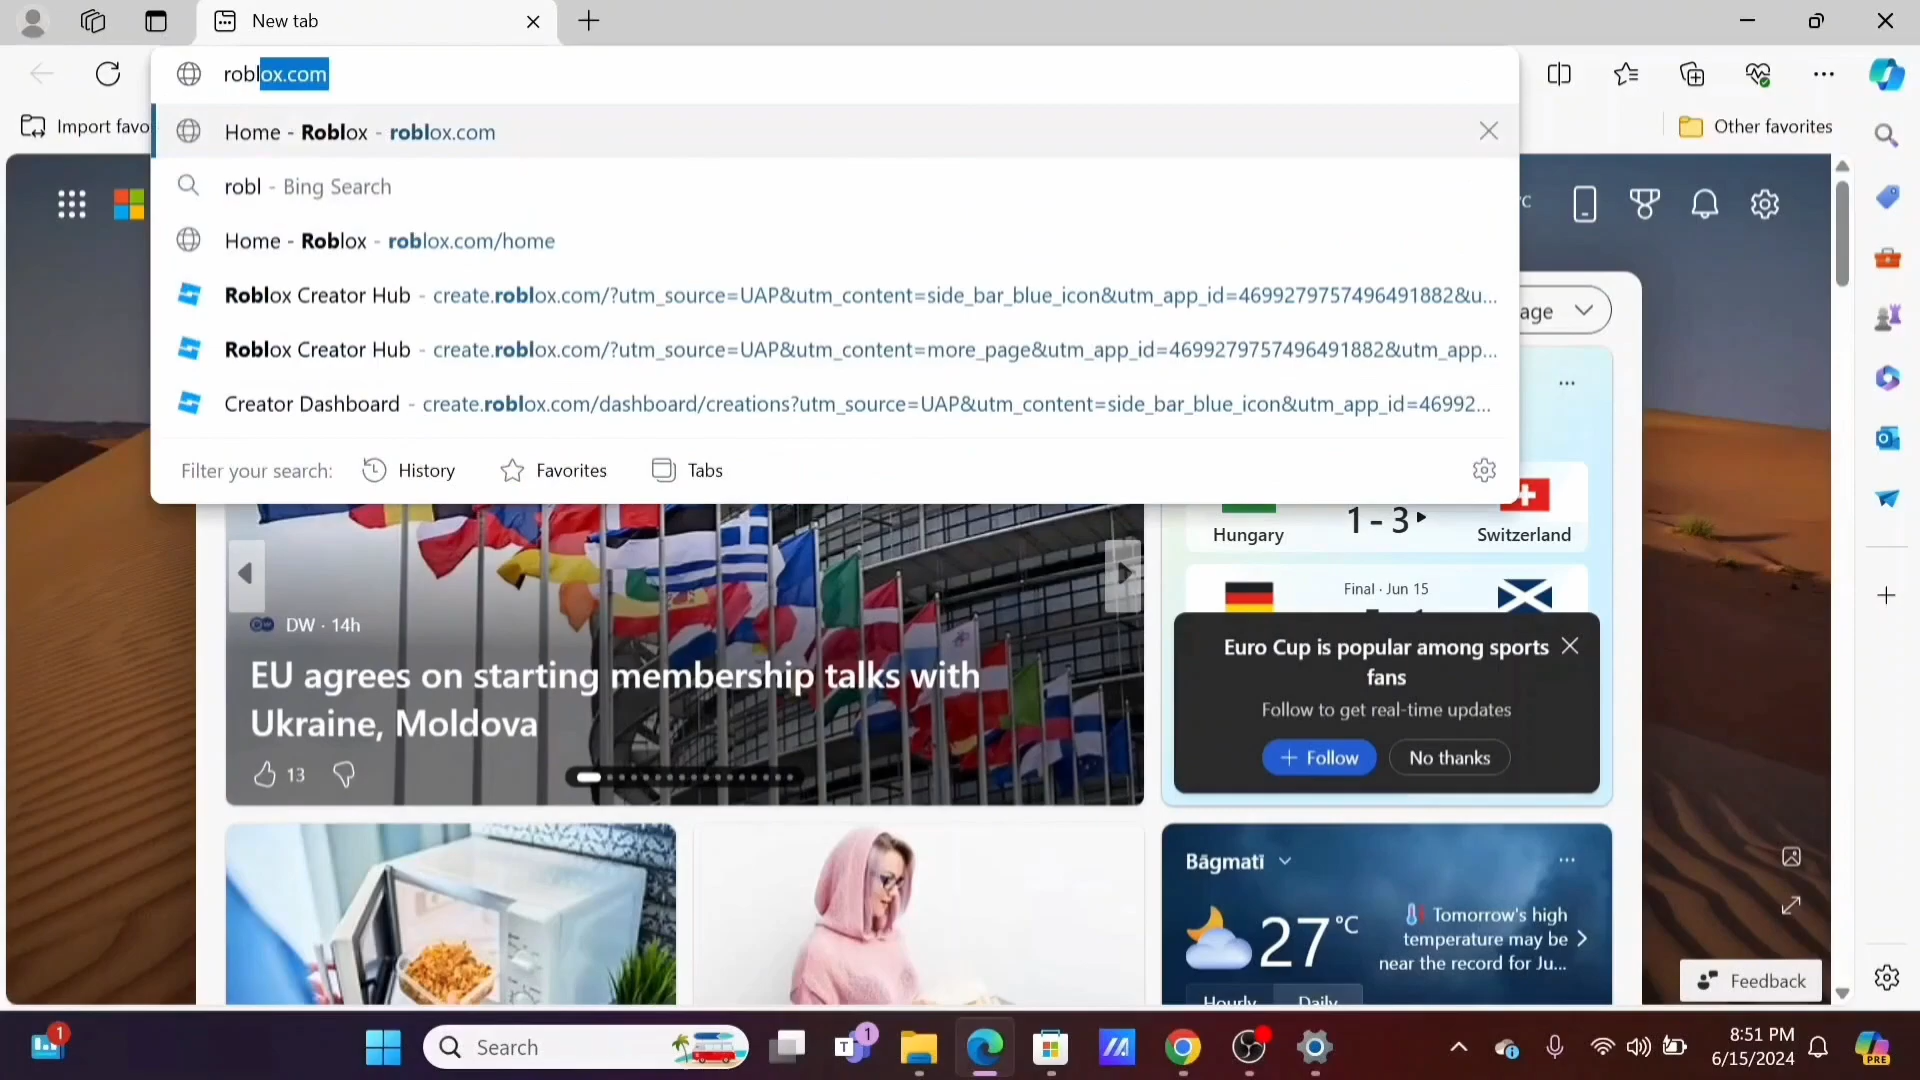 New tab
roblox.com
Import favo
Home - Roblox - roblox.com
Other favorites
robl - Bing Search
Home - Roblox - roblox.com/home
Roblox Creator Hub - create.roblox.com/?utm_source=UAP&utm_content=side_bar_blue_icon&utm_app_id=4699279757496491882&u...
Roblox Creator Hub - create.roblox.com/?utm_source=UAP&utm_content=more_page&utm_app_id=4699279757496491882&utm_app...
Creator Dashboard - create.roblox.com/dashboard/creations?utm_source=UAP&utm_content=side_bar_blue_icon&utm_app_id=46992...
Filter your search: History Favorites Tabs
°C
age
Hungary 1 - 3 Switzerland
Final · Jun 15
DW · 14h
EU agrees on starting membership talks with
Ukraine, Moldova
13
Euro Cup is popular among sports
fans
Follow to get real-time updates
Follow
No thanks
Bāgmatī
27 °C
Tomorrow's high
temperature may be
near the record for Ju...
Hourly Daily
Feedback
1
Search
T
1
PRE
8:51 PM
6/15/2024